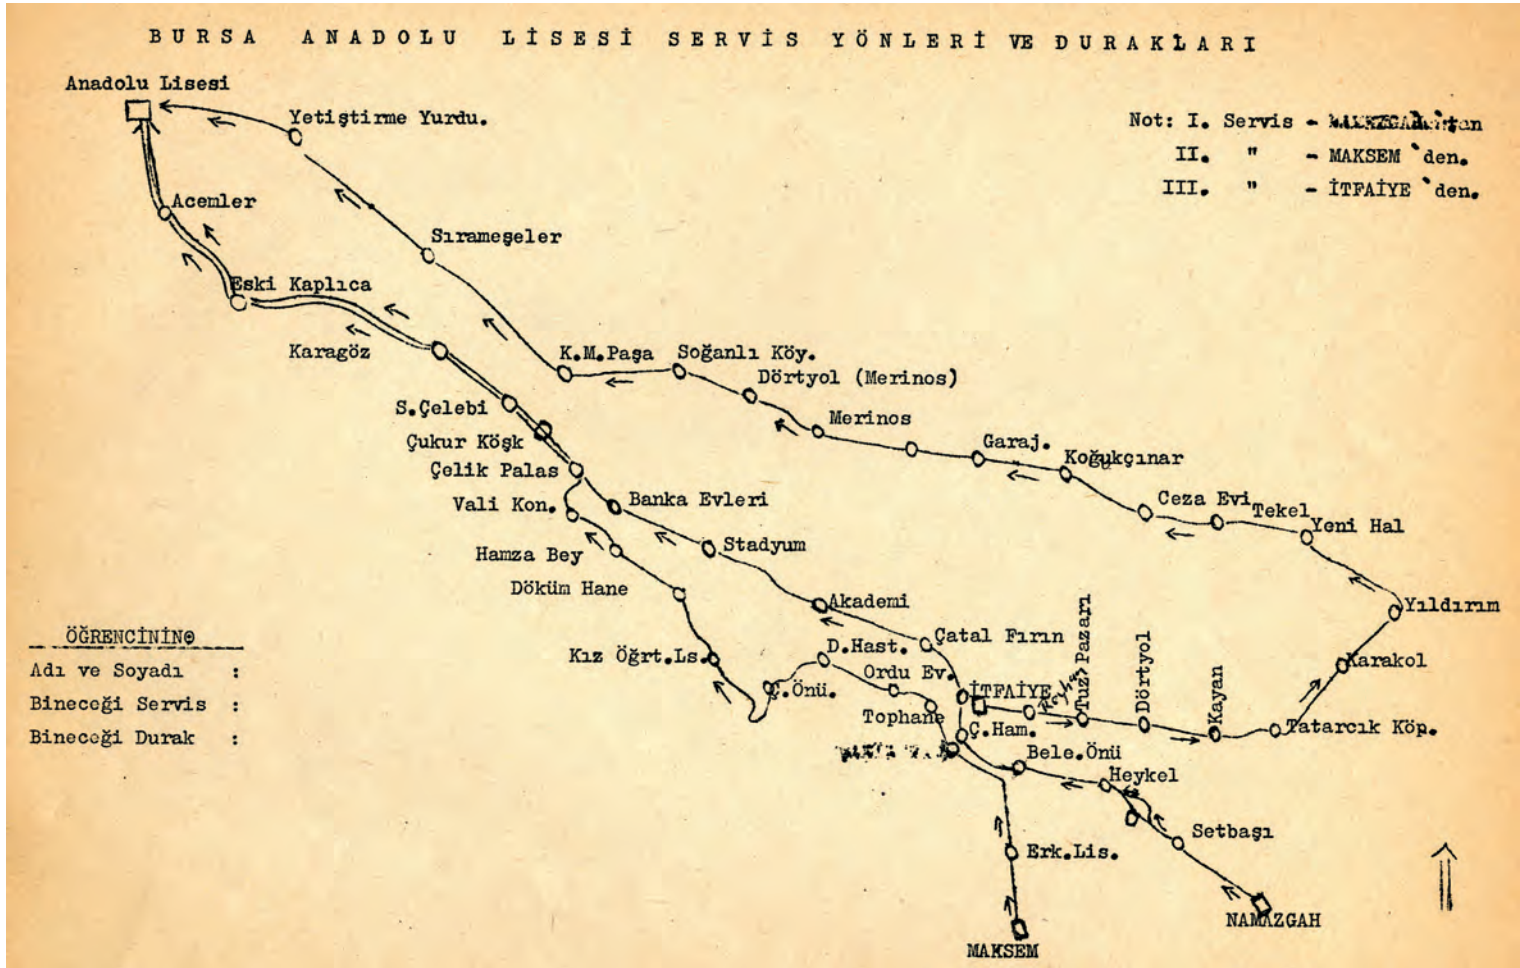 BURSA ANADOLU LİSESİ SERVİS YÖNLERİ VE DURAKLARI
Anadolu Lisesi
Yetiştirme Yurdu.
Not: I. Servis -
II. " - MAKSEM 'den.
III. " - İTFAİYE 'den.
Acemler
Sırameşeler
Eski Kaplıca
Karagöz
K.M.Paşa
Soğanlı Köy.
Dörtyol (Merinos)
S.Çelebi
Merinos
Çukur Köşk
Garaj.
Koğukçınar
Çelik Palas
Vali Kon.
Banka Evleri
Ceza Evi
Tekel
Yeni Hal
Hamza Bey
Stadyum
Döküm Hane
Akademi
Yıldırım
ÖĞRENCİNİN
Adı ve Soyadı :
Bineceği Servis :
Bineceği Durak :
Kız Öğrt.Ls.
D.Hast.
Çatal Fırın
Ordu Ev.
Ç.Önü.
Tophane
İTFAİYE
Tuz Pazarı
Dörtyol
Kayan
Karakol
Tatarcık Köp.
Ç.Ham.
Bele.Önü
Heykel
Setbaşı
Erk.Lis.
NAMAZGAH
MAKSEM